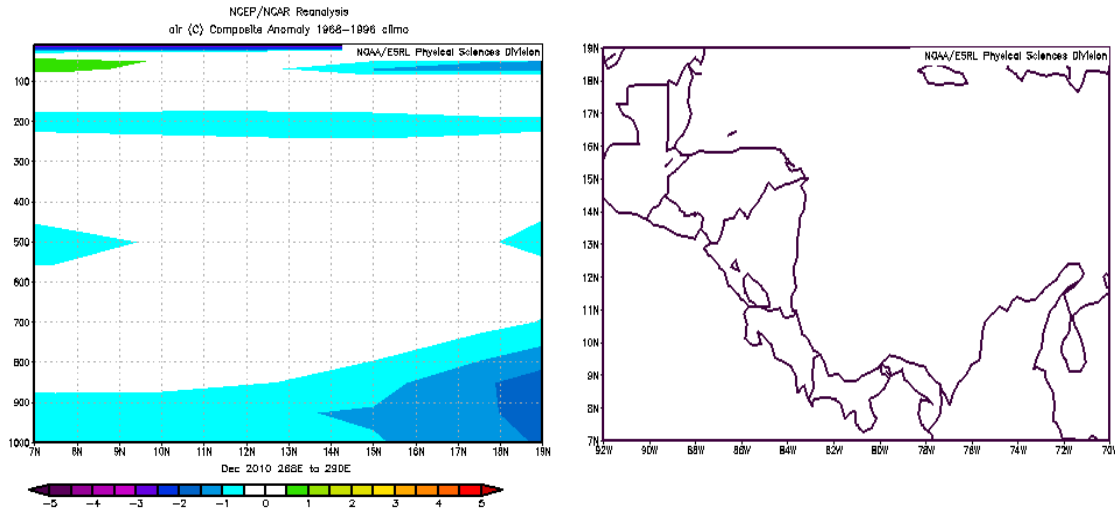 NCEP/NCAR Reanalysis
air (C) Composite Anomaly 1968-1996 climo
NOAA/ESRL Physical Sciences Division
100
200
300
400
500
600
700
800
900
1000
7N 8N 9N 10N 11N 12N 13N 14N 15N 16N 17N 18N 19N
Dec 2010 268E to 290E
-5 -4 -3 -2 -1 0 1 2 3 4 5
NOAA/ESRL Physical Sciences Division
19N
18N
17N
16N
15N
14N
13N
12N
11N
10N
9N
8N
7N
92W 90W 88W 86W 84W 82W 80W 78W 76W 74W 72W 70W